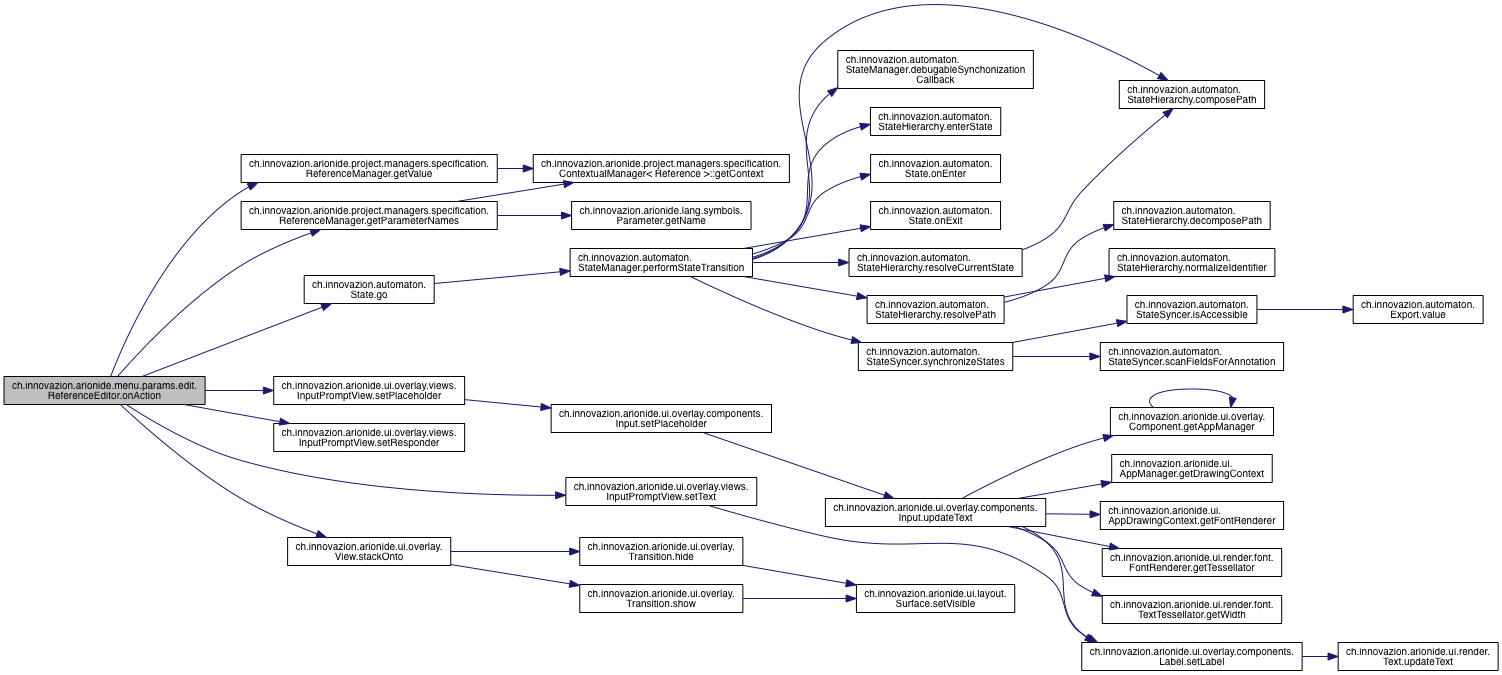 ch.innovazion.arionide.menu.params.edit.
ReferenceEditor.onAction
ch.innovazion.arionide.project.managers.specification.
ReferenceManager.getValue
ch.innovazion.arionide.project.managers.specification.
ReferenceManager.getParameterNames
ch.innovazion.automaton.
State.go
ch.innovazion.arionide.ui.overlay.views.
InputPromptView.setPlaceholder
ch.innovazion.arionide.ui.overlay.views.
InputPromptView.setResponder
ch.innovazion.arionide.ui.overlay.
View.stackOnto
ch.innovazion.arionide.project.managers.specification.
ContextualManager< Reference >::getContext
ch.innovazion.arionide.lang.symbols.
Parameter.getName
ch.innovazion.automaton.
StateManager.performStateTransition
ch.innovazion.arionide.ui.overlay.components.
Input.setPlaceholder
ch.innovazion.arionide.ui.overlay.views.
InputPromptView.setText
ch.innovazion.arionide.ui.overlay.
Transition.hide
ch.innovazion.arionide.ui.overlay.
Transition.show
ch.innovazion.automaton.
StateManager.debugableSynchonization
Callback
ch.innovazion.automaton.
StateHierarchy.enterState
ch.innovazion.automaton.
State.onEnter
ch.innovazion.automaton.
State.onExit
ch.innovazion.automaton.
StateHierarchy.resolveCurrentState
ch.innovazion.automaton.
StateHierarchy.resolvePath
ch.innovazion.automaton.
StateSyncer.synchronizeStates
ch.innovazion.arionide.ui.overlay.components.
Input.updateText
ch.innovazion.arionide.ui.layout.
Surface.setVisible
ch.innovazion.automaton.
StateHierarchy.composePath
ch.innovazion.automaton.
StateHierarchy.decomposePath
ch.innovazion.automaton.
StateHierarchy.normalizeIdentifier
ch.innovazion.automaton.
StateSyncer.isAccessible
ch.innovazion.automaton.
StateSyncer.scanFieldsForAnnotation
ch.innovazion.arionide.ui.overlay.
Component.getAppManager
ch.innovazion.arionide.ui.
AppManager.getDrawingContext
ch.innovazion.arionide.ui.
AppDrawingContext.getFontRenderer
ch.innovazion.arionide.ui.render.font.
FontRenderer.getTessellator
ch.innovazion.arionide.ui.render.font.
TextTessellator.getWidth
ch.innovazion.arionide.ui.overlay.components.
Label.setLabel
ch.innovazion.automaton.
Export.value
ch.innovazion.arionide.ui.render.
Text.updateText